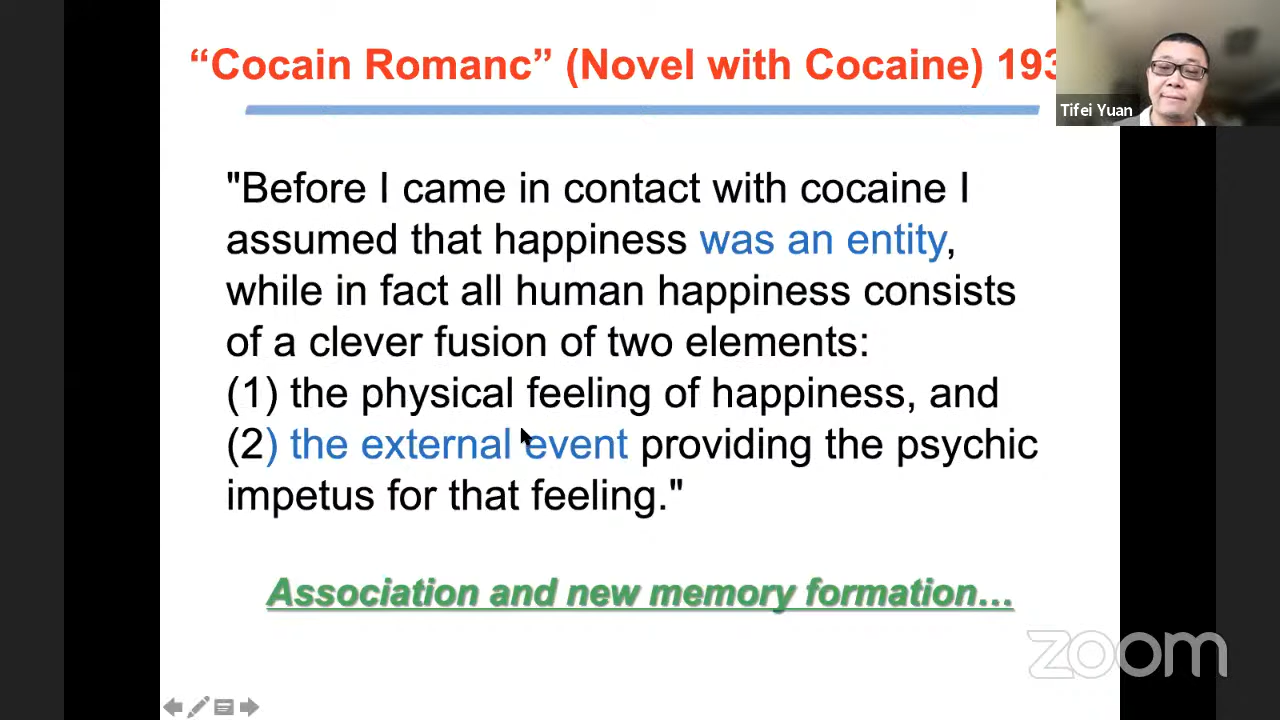 “Cocain Romanc” (Novel with Cocaine) 193
Tifei Yuan
"Before I came in contact with cocaine I
assumed that happiness was an entity,
while in fact all human happiness consists
of a clever fusion of two elements:
(1) the physical feeling of happiness, and
(2) the external event providing the psychic
impetus for that feeling."
Association and new memory formation…
zoom